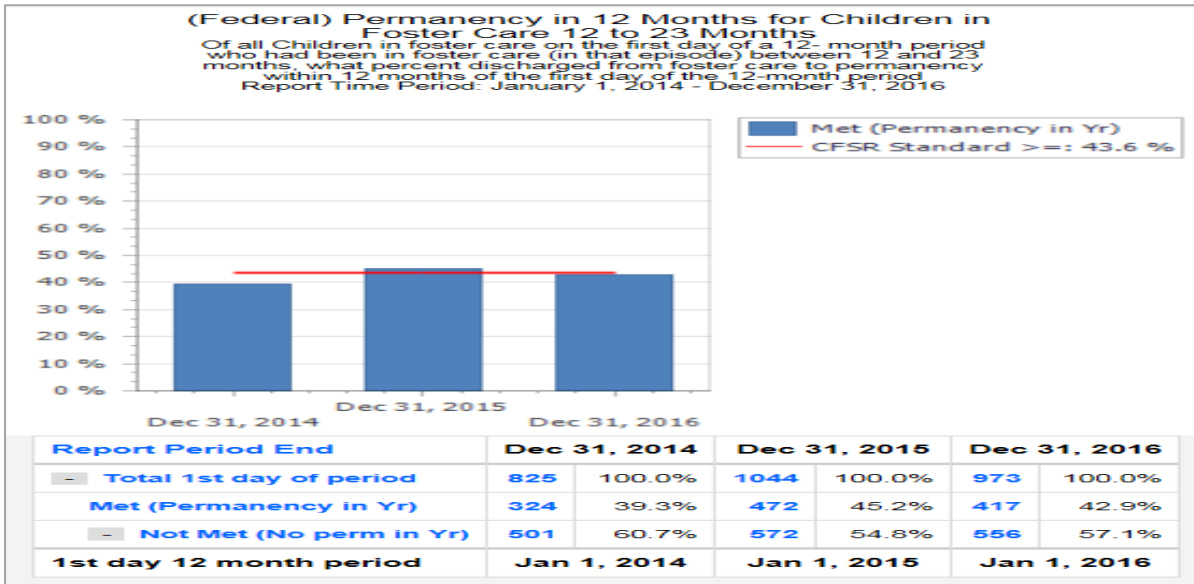 (Federal) Permanency in 12 Months for Children in
Foster Care 12 to 23 Months
Of all Children in foster care on the first day of a 12- month period
who had been in foster care (in that episode) between 12 and 23
months, what percent discharged from foster care to permanency
within 12 months of the first day of the 12-month period
Report Time Period: January 1, 2014 - December 31, 2016
100 %
90 %
80 %
70 %
60 %
50 %
40 %
30 %
20 %
10 %
0 %
Met (Permanency in Yr)
CFSR Standard >=: 43.6 %
Dec 31, 2014
Dec 31, 2015
Dec 31, 2016
Report Period End Dec 31, 2014 Dec 31, 2015 Dec 31, 2016
- Total 1st day of period 825 100.0% 1044 100.0% 973 100.0%
Met (Permanency in Yr) 324 39.3% 472 45.2% 417 42.9%
- Not Met (No perm in Yr) 501 60.7% 572 54.8% 556 57.1%
1st day 12 month period Jan 1, 2014 Jan 1, 2015 Jan 1, 2016